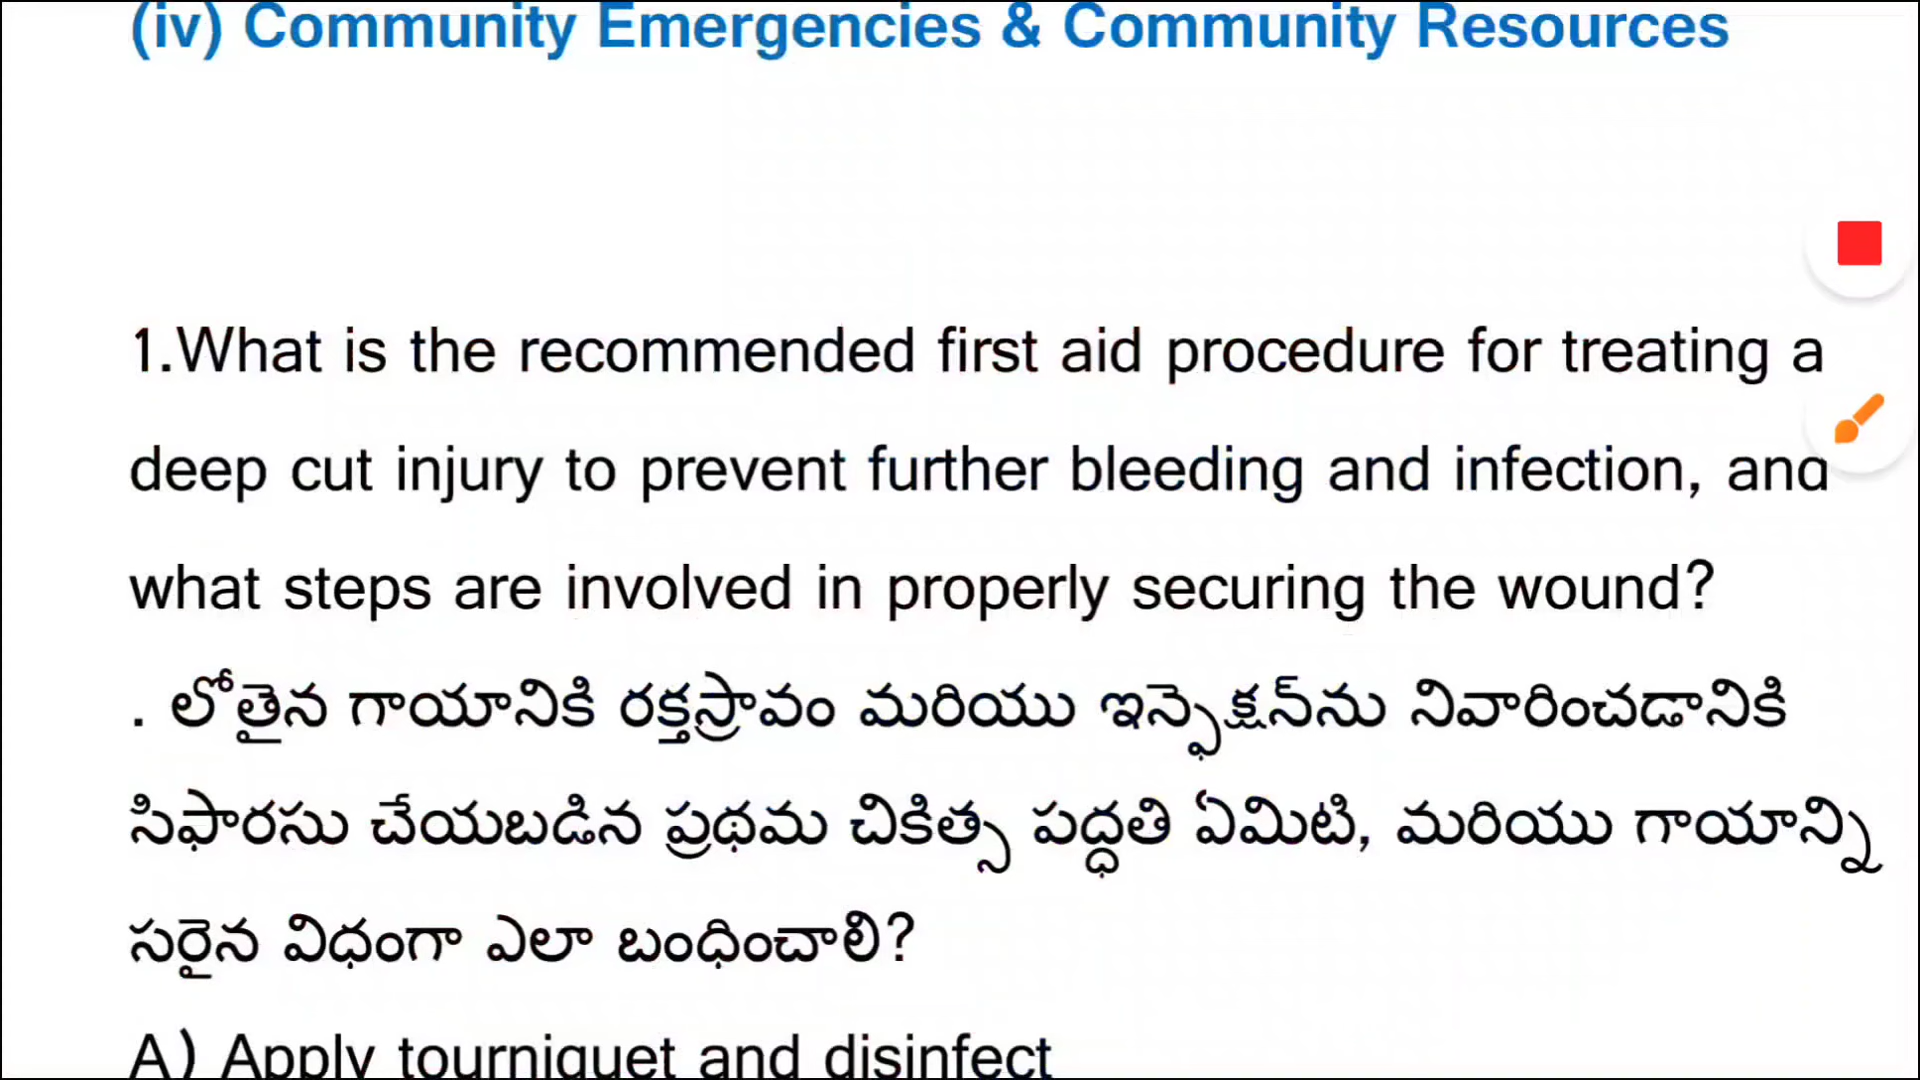 (iv) Community Emergencies & Community Resources
1.What is the recommended first aid procedure for treating a
deep cut injury to prevent further bleeding and infection, and
what steps are involved in properly securing the wound?
. లోతైన గాయానికి రక్తస్రావం మరియు ఇన్ఫెక్షన్‌ను నివారించడానికి
సిఫారసు చేయబడిన ప్రథమ చికిత్స పద్ధతి ఏమిటి, మరియు గాయాన్ని
సరైన విధంగా ఎలా బంధించాలి?
A) Apply tourniquet and disinfect